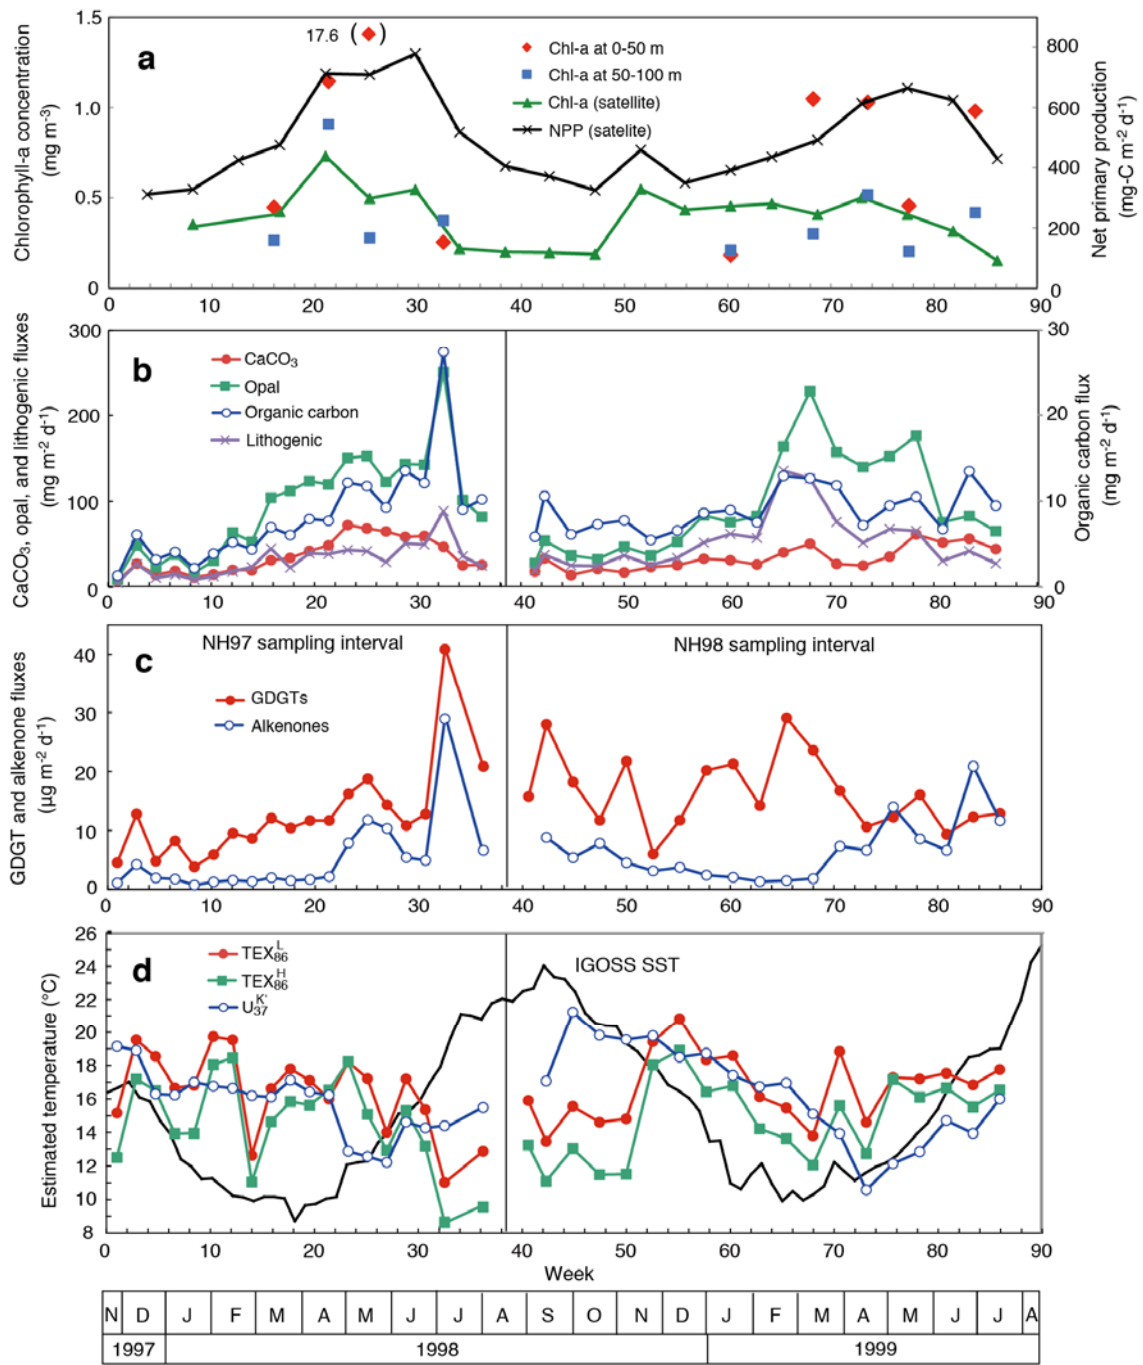 a
17.6
( )
Chl-a at 0-50 m
Chl-a at 50-100 m
Chl-a (satellite)
NPP (satelite)
Chlorophyll-a concentration
(mg m-3)
1.5
1.0
0.5
0
Net primary production
(mg-C m-2 d-1)
800
600
400
200
0
0 10 20 30 40 50 60 70 80 90
b
CaCO3
Opal
Organic carbon
Lithogenic
CaCO3, opal, and lithogenic fluxes
(mg m-2 d-1)
300
200
100
0
Organic carbon flux
(mg m-2 d-1)
30
20
10
0
0 10 20 30 40 50 60 70 80 90
c
NH97 sampling interval
NH98 sampling interval
GDGTs
Alkenones
GDGT and alkenone fluxes
(µg m-2 d-1)
40
30
20
10
0
0 10 20 30 40 50 60 70 80 90
d
TEX86L
TEX86H
U37K'
IGOSS SST
Estimated temperature (°C)
26
24
22
20
18
16
14
12
10
8
0 10 20 30 40 50 60 70 80 90
Week
N D J F M A M J J A S O N D J F M A M J J A
1997 1998 1999